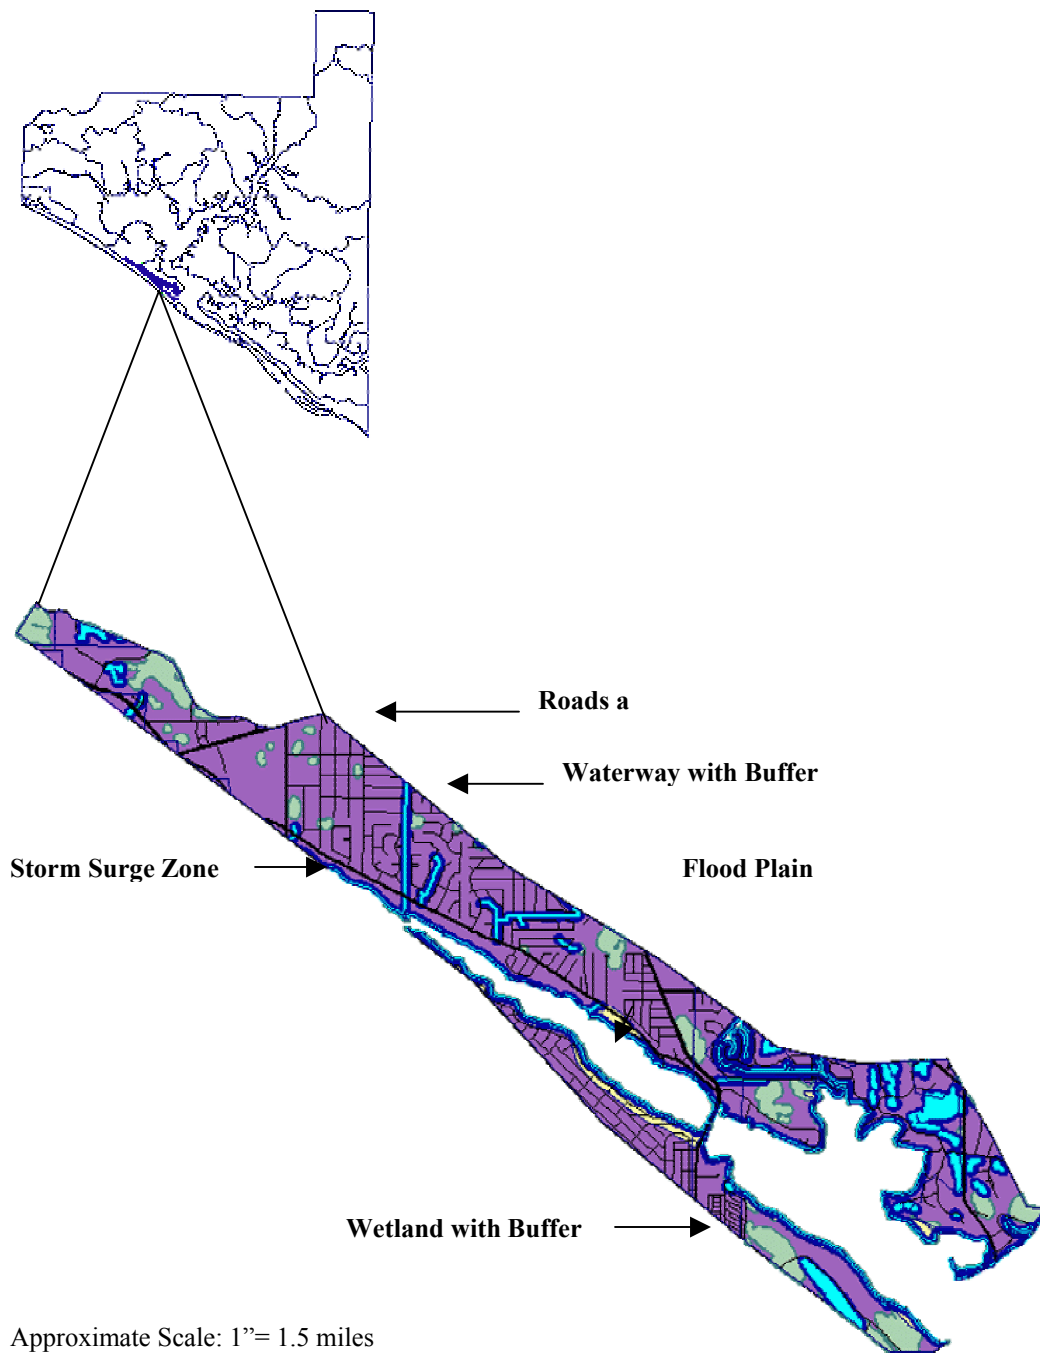 Roads a
Waterway with Buffer
Storm Surge Zone
Flood Plain
Wetland with Buffer
Approximate Scale: 1”= 1.5 miles